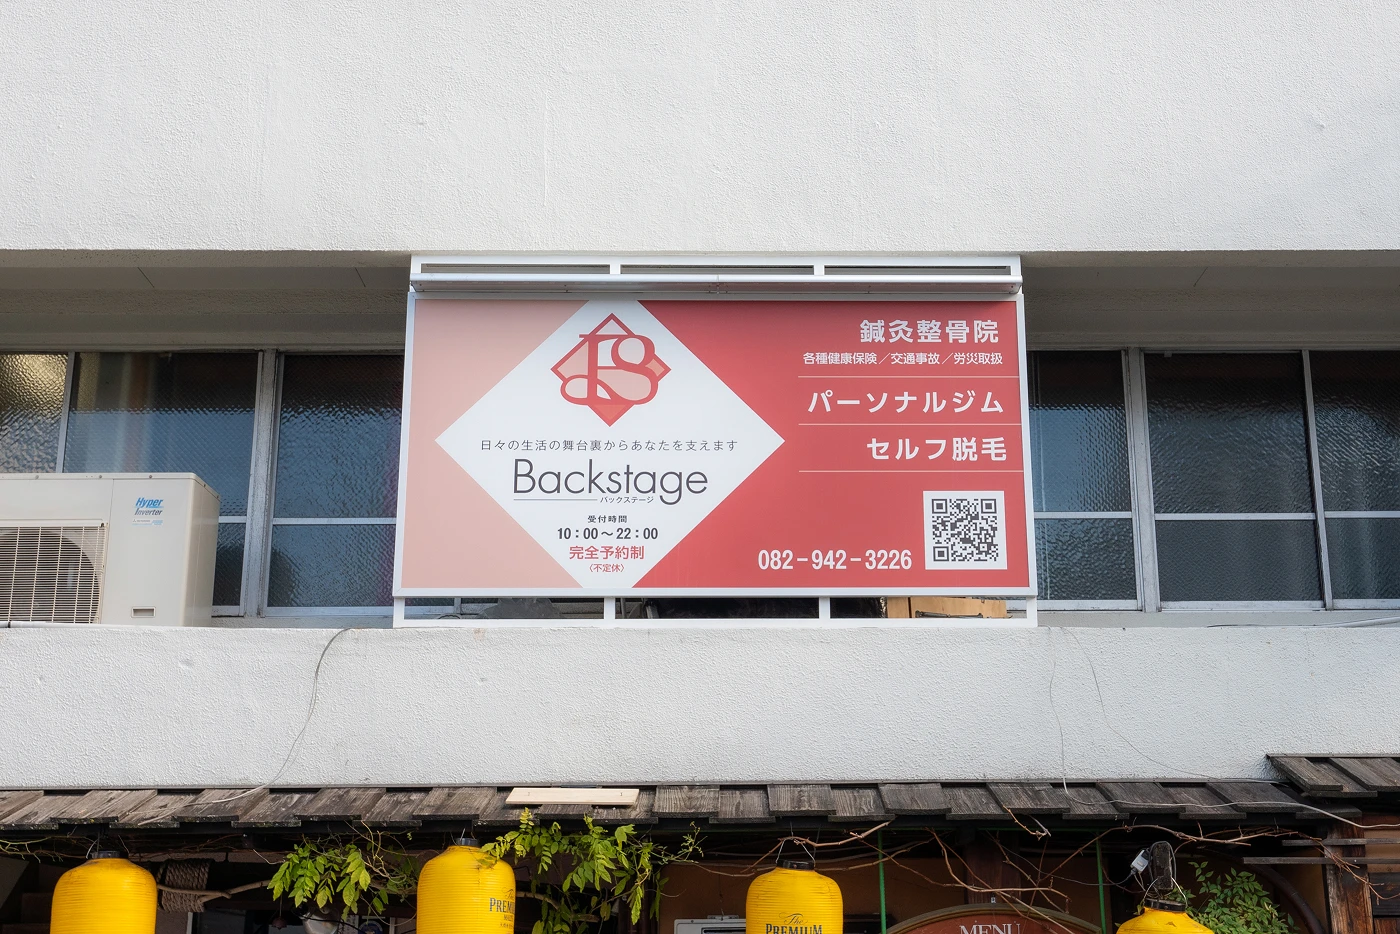 日々の生活の舞台裏からあなたを支えます
Backstage
バックステージ
受付時間
10:00〜22:00
完全予約制
〈不定休〉
鍼灸整骨院
各種健康保険／交通事故／労災取扱
パーソナルジム
セルフ脱毛
082-942-3226
Hyper
Inverter
The
PREMIUM
MENU